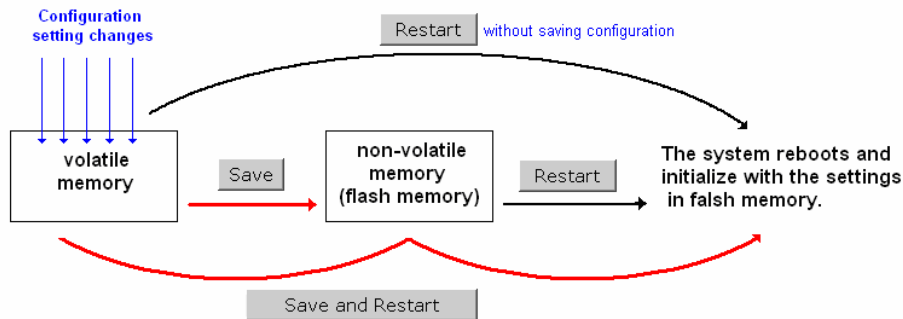 Configuration
setting changes
Restart
without saving configuration
volatile
memory
Save
non-volatile
memory
(flash memory)
Restart
The system reboots and
initialize with the settings
in falsh memory.
Save and Restart